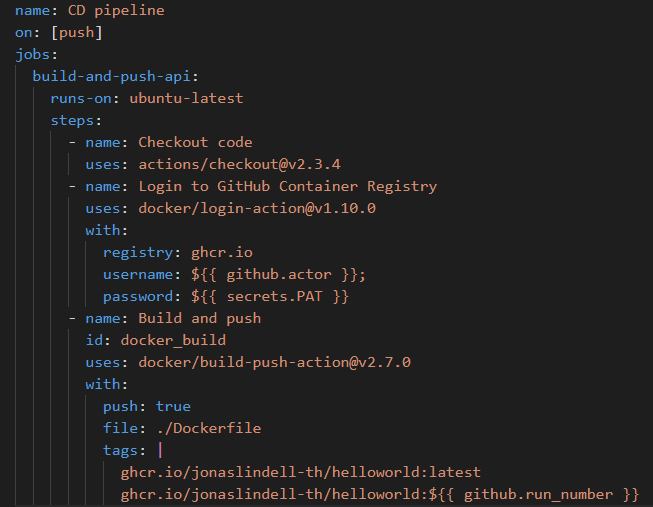 name: CD pipeline
on: [push]
jobs:
  build-and-push-api:
    runs-on: ubuntu-latest
    steps:
      - name: Checkout code
        uses: actions/checkout@v2.3.4
      - name: Login to GitHub Container Registry
        uses: docker/login-action@v1.10.0
        with:
          registry: ghcr.io
          username: ${{ github.actor }};
          password: ${{ secrets.PAT }}
      - name: Build and push
        id: docker_build
        uses: docker/build-push-action@v2.7.0
        with:
          push: true
          file: ./Dockerfile
          tags: |
            ghcr.io/jonaslindell-th/helloworld:latest
            ghcr.io/jonaslindell-th/helloworld:${{ github.run_number }}